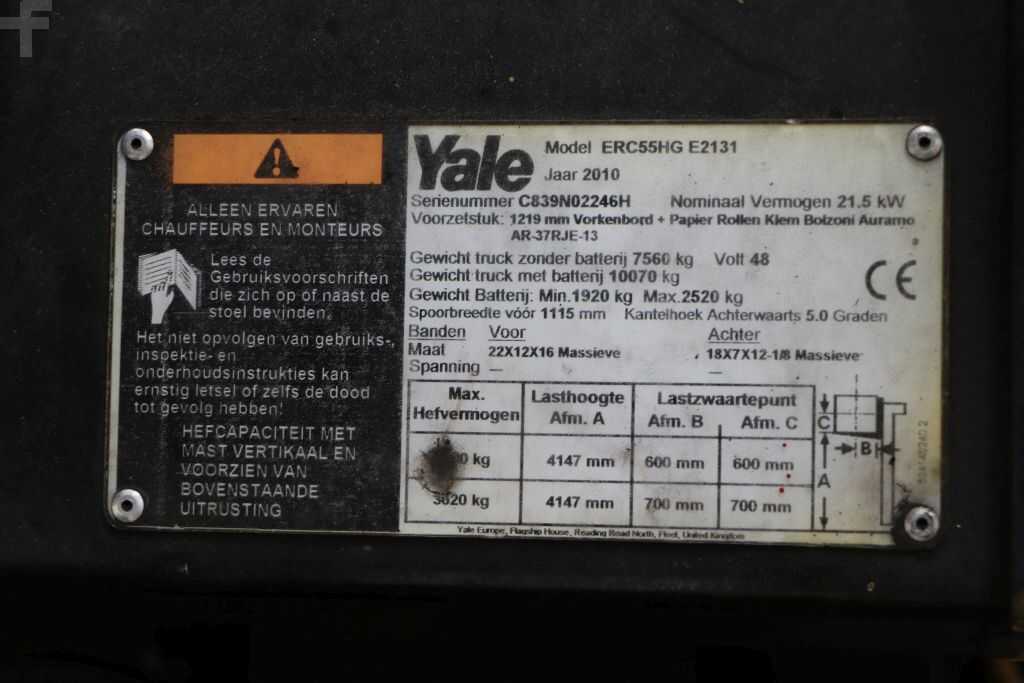 ALLEEN ERVAREN
CHAUFFEURS EN MONTEURS
Lees de
Gebruiksvoorschriften
die zich op of naast de
stoel bevinden.
Het niet opvolgen van gebruiks-,
inspektie- en
onderhoudsinstrukties kan
ernstig letsel of zelfs de dood
tot gevolg hebben!
HEFCAPACITEIT MET
MAST VERTIKAAL EN
VOORZIEN VAN
BOVENSTAANDE
UITRUSTING
Yale
Model ERC55HG E2131
Jaar 2010
Serienummer C839N02246H Nominaal Vermogen 21.5 kW
Voorzetstuk: 1219 mm Vorkenbord + Papier Rollen Klem Bolzoni Auramo
AR-37RJE-13
Gewicht truck zonder batterij 7560 kg Volt 48
Gewicht truck met batterij 10070 kg
Gewicht Batterij: Min.1920 kg Max.2520 kg
CE
Spoorbreedte vóór 1115 mm Kantelhoek Achterwaarts 5.0 Graden
Banden Voor Achter
Maat 22X12X16 Massieve 18X7X12-1/8 Massieve
Spanning — —
Max. Lasthoogte Lastzwaartepunt
Hefvermogen Afm. A Afm. B Afm. C
kg 4147 mm 600 mm 600 mm
3620 kg 4147 mm 700 mm 700 mm
C
B
A
Yale Europe, Flagship House, Reading Road North, Fleet, United Kingdom